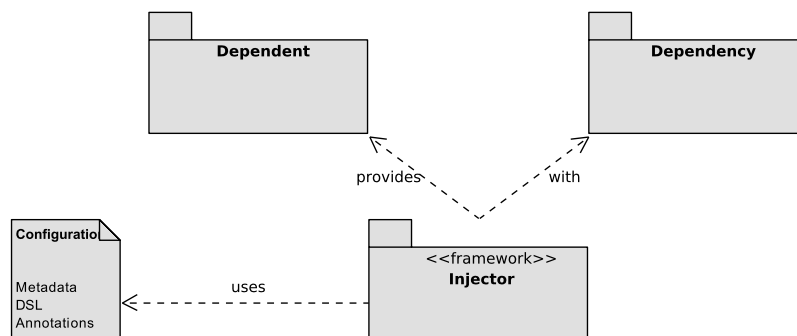 Dependent
Dependency
provides
with
<<framework>>
Injector
uses
Configuratio
Metadata
DSL
Annotations